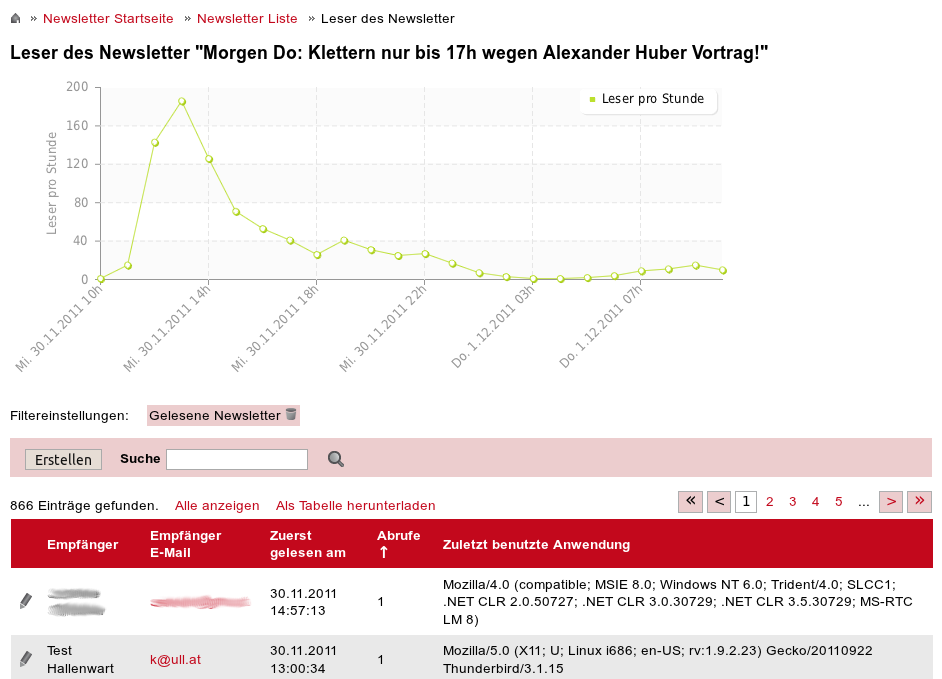 » Newsletter Startseite » Newsletter Liste » Leser des Newsletter
Leser des Newsletter "Morgen Do: Klettern nur bis 17h wegen Alexander Huber Vortrag!"
Leser pro Stunde
200
160
120
80
40
0
Leser pro Stunde
Mi. 30.11.2011 10h
Mi. 30.11.2011 14h
Mi. 30.11.2011 18h
Mi. 30.11.2011 22h
Do. 1.12.2011 03h
Do. 1.12.2011 07h
Filtereinstellungen: Gelesene Newsletter
Erstellen Suche
866 Einträge gefunden. Alle anzeigen Als Tabelle herunterladen « < 1 2 3 4 5 ... > »
Empfänger Empfänger E-Mail Zuerst gelesen am Abrufe ↑ Zuletzt benutzte Anwendung
30.11.2011 14:57:13 1 Mozilla/4.0 (compatible; MSIE 8.0; Windows NT 6.0; Trident/4.0; SLCC1;
.NET CLR 2.0.50727; .NET CLR 3.0.30729; .NET CLR 3.5.30729; MS-RTC
LM 8)
Test Hallenwart k@ull.at 30.11.2011 13:00:34 1 Mozilla/5.0 (X11; U; Linux i686; en-US; rv:1.9.2.23) Gecko/20110922
Thunderbird/3.1.15